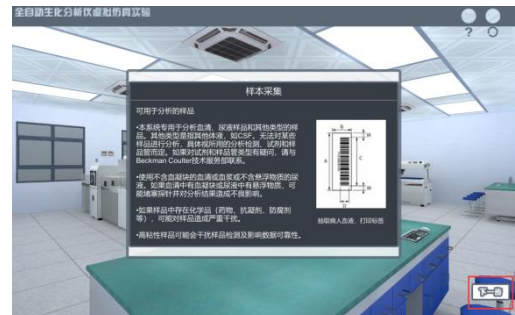 全自动生化分析仪虚拟仿真实验
?
样本采集
可用于分析的样品
•本系统专用于分析血清、尿液样品和其他类型的样
品。其他类型是指其他体液，如CSF，无法对某些
样品进行分析，具体视所用的分析检测、试剂和样
品管而定。如果对试剂和样品管类型有疑问，请与
Beckman Coulter技术服务部联系。
•使用不含血凝块的血清或血浆或不含悬浮物质的尿
液。如果血清中有血凝块或尿液中有悬浮物质，可
能堵塞探针并对分析结果造成不良影响。
•如果样品中存在化学品（药物、抗凝剂、防腐剂
等），可能对样品造成严重干扰。
•高粘性样品可能会干扰样品检测及影响数据可靠性。
B
M
A
C
M
D
抽取病人血液，打印标签
下一步